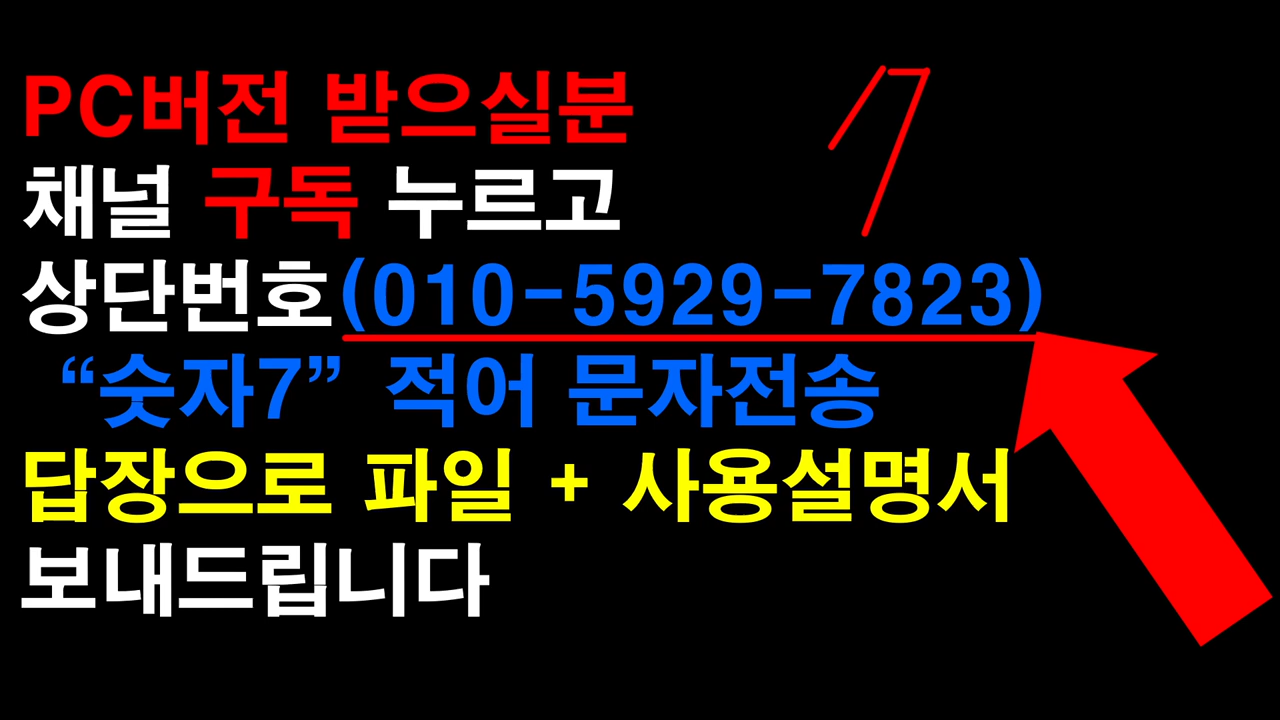 PC버전 받으실분
채널 구독 누르고
상단번호(010-5929-7823)
“숫자7” 적어 문자전송
답장으로 파일 + 사용설명서
보내드립니다
7